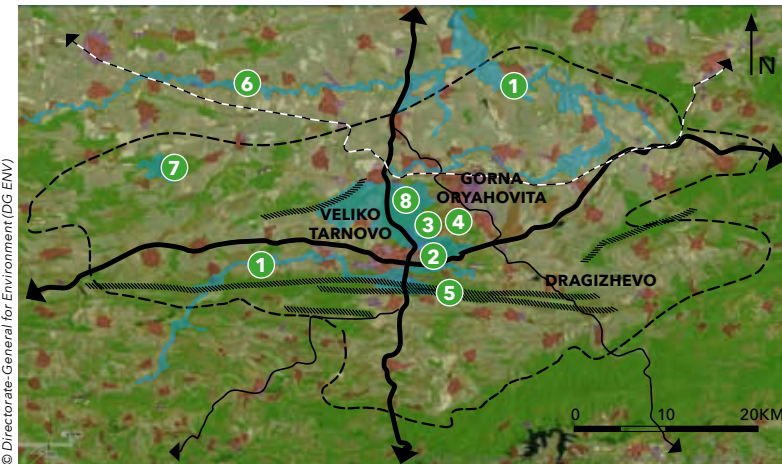 © Directorate-General for Environment (DG ENV)
N
6
1
7
GORNA
ORYAHOVITA
8
VELIKO
TARNOVO
3
4
2
1
DRAGIZHEVO
5
0
10
20KM